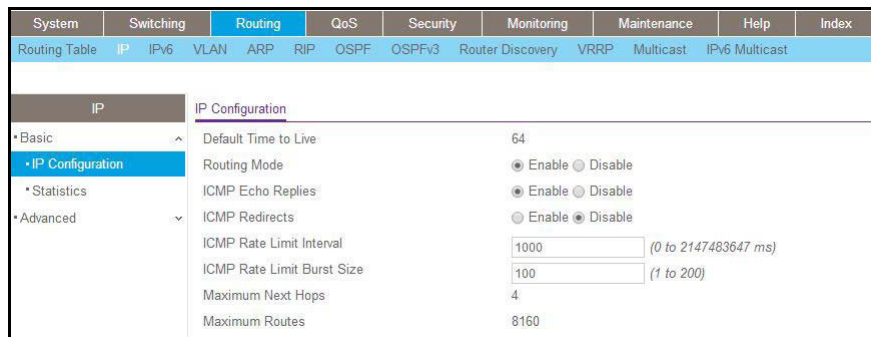 System Switching Routing QoS Security Monitoring Maintenance Help Index
Routing Table IP IPv6 VLAN ARP RIP OSPF OSPFv3 Router Discovery VRRP Multicast IPv6 Multicast
IP
Basic
IP Configuration
Statistics
Advanced
IP Configuration
Default Time to Live 64
Routing Mode Enable Disable
ICMP Echo Replies Enable Disable
ICMP Redirects Enable Disable
ICMP Rate Limit Interval 1000 (0 to 2147483647 ms)
ICMP Rate Limit Burst Size 100 (1 to 200)
Maximum Next Hops 4
Maximum Routes 8160